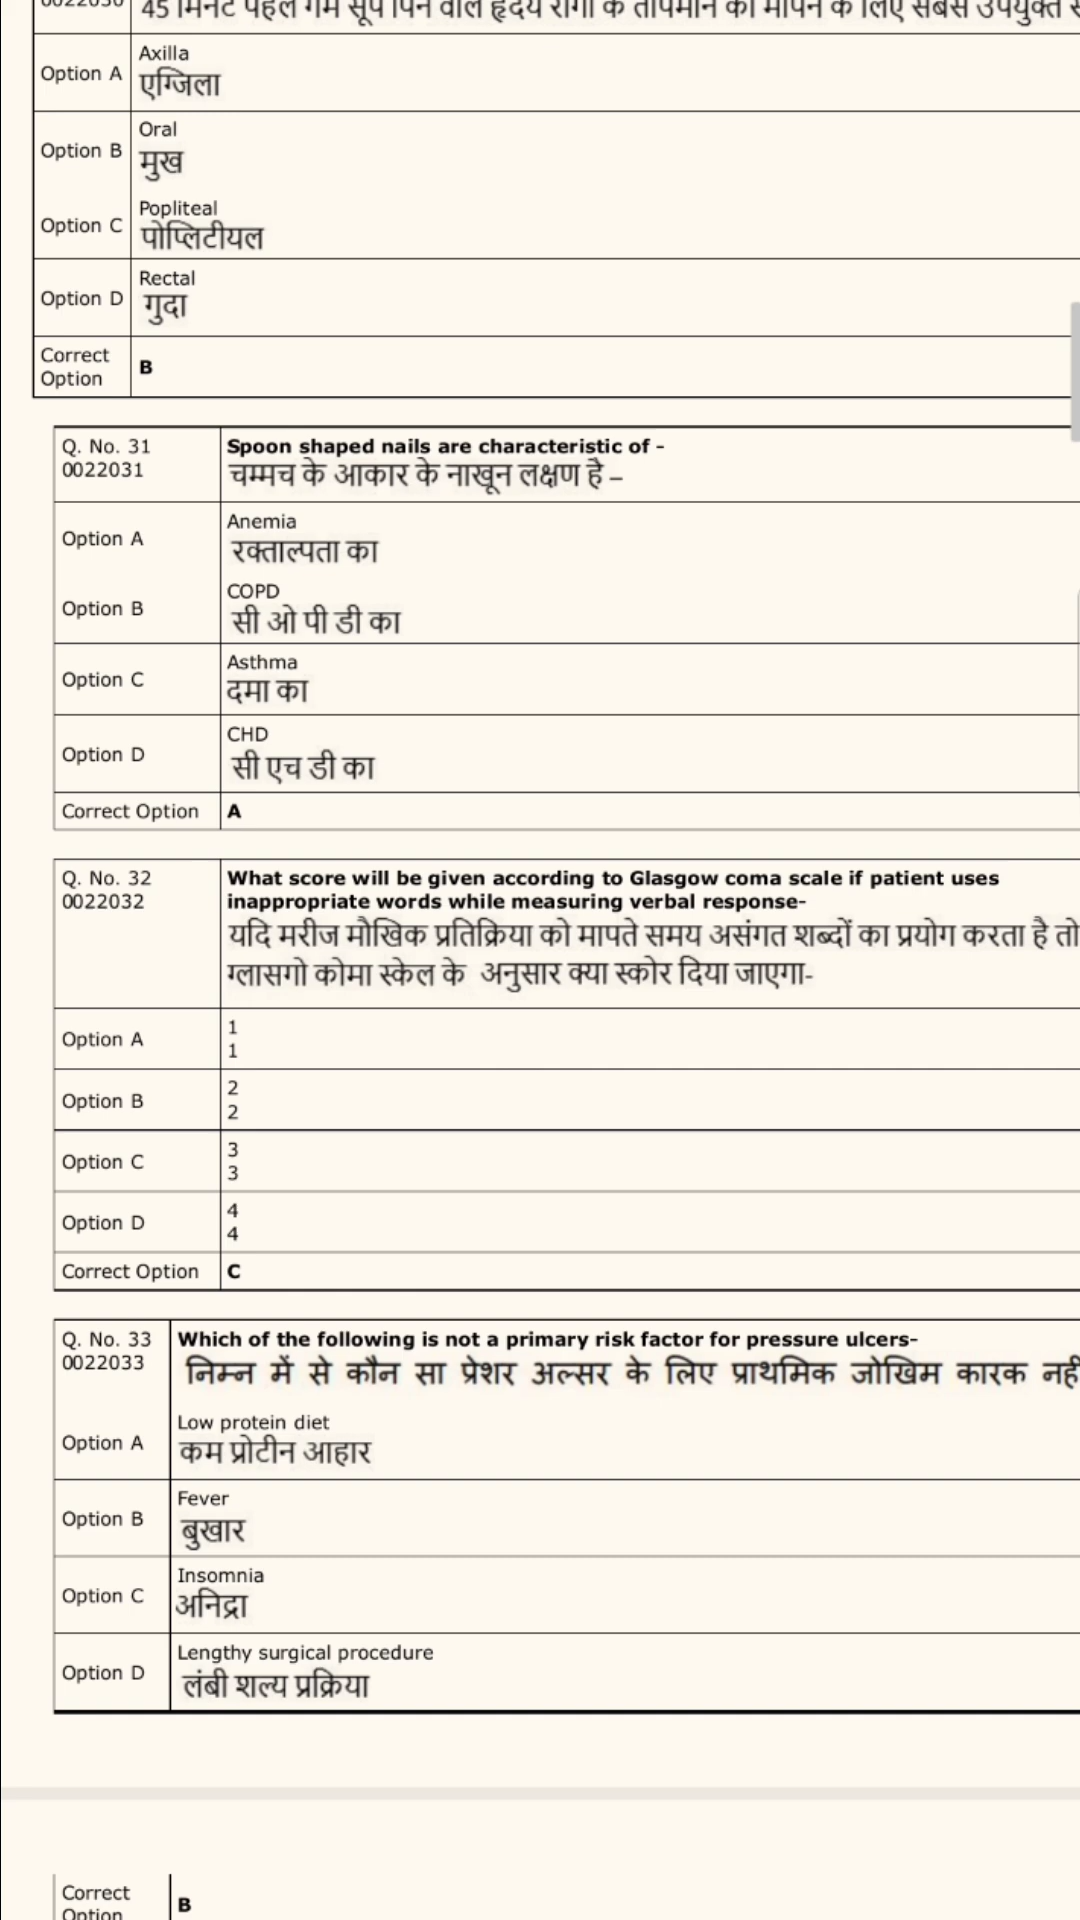 0022030
45 मिनट पहले गर्म सूप पिने वाले हृदय रोगी के तापमान को मापने के लिए सबसे उपयुक्त
Option A
Axilla
एग्जिला
Option B
Oral
मुख
Option C
Popliteal
पोप्लिटीयल
Option D
Rectal
गुदा
Correct
Option
B
Q. No. 31
0022031
Spoon shaped nails are characteristic of -
चम्मच के आकार के नाखून लक्षण है –
Option A
Anemia
रक्ताल्पता का
Option B
COPD
सी ओ पी डी का
Option C
Asthma
दमा का
Option D
CHD
सी एच डी का
Correct Option
A
Q. No. 32
0022032
What score will be given according to Glasgow coma scale if patient uses
inappropriate words while measuring verbal response-
यदि मरीज मौखिक प्रतिक्रिया को मापते समय असंगत शब्दों का प्रयोग करता है तो
ग्लासगो कोमा स्केल के अनुसार क्या स्कोर दिया जाएगा-
Option A
1
1
Option B
2
2
Option C
3
3
Option D
4
4
Correct Option
C
Q. No. 33
0022033
Which of the following is not a primary risk factor for pressure ulcers-
निम्न में से कौन सा प्रेशर अल्सर के लिए प्राथमिक जोखिम कारक नही
Option A
Low protein diet
कम प्रोटीन आहार
Option B
Fever
बुखार
Option C
Insomnia
अनिद्रा
Option D
Lengthy surgical procedure
लंबी शल्य प्रक्रिया
Correct
Option
B